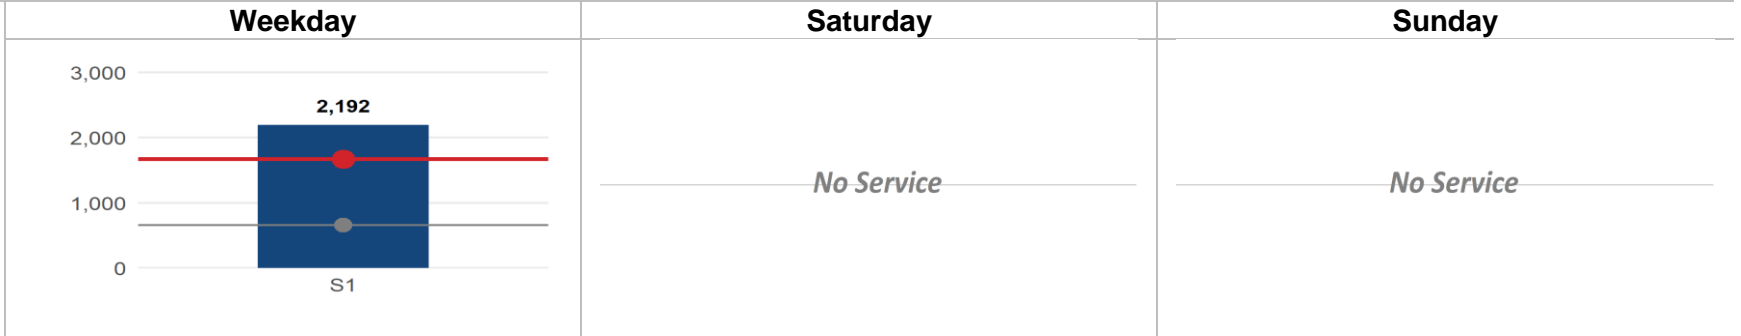 Weekday
Saturday
Sunday
3,000
2,192
2,000
1,000
0
S1
No Service
No Service